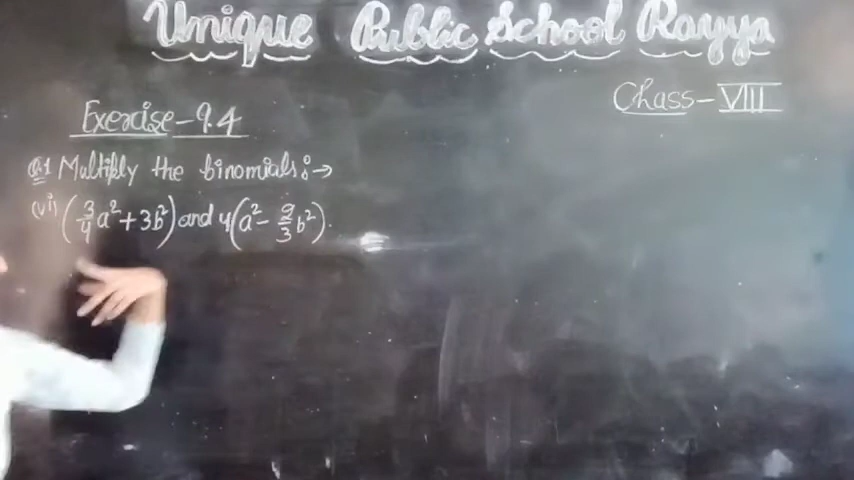 Unique Public School Rayya
Class-VIII
Exercise-9.4
Q.1 Multiply the binomials:→
(vi) (3/4 a² + 3b²) and 4(a² - 2/3 b²).